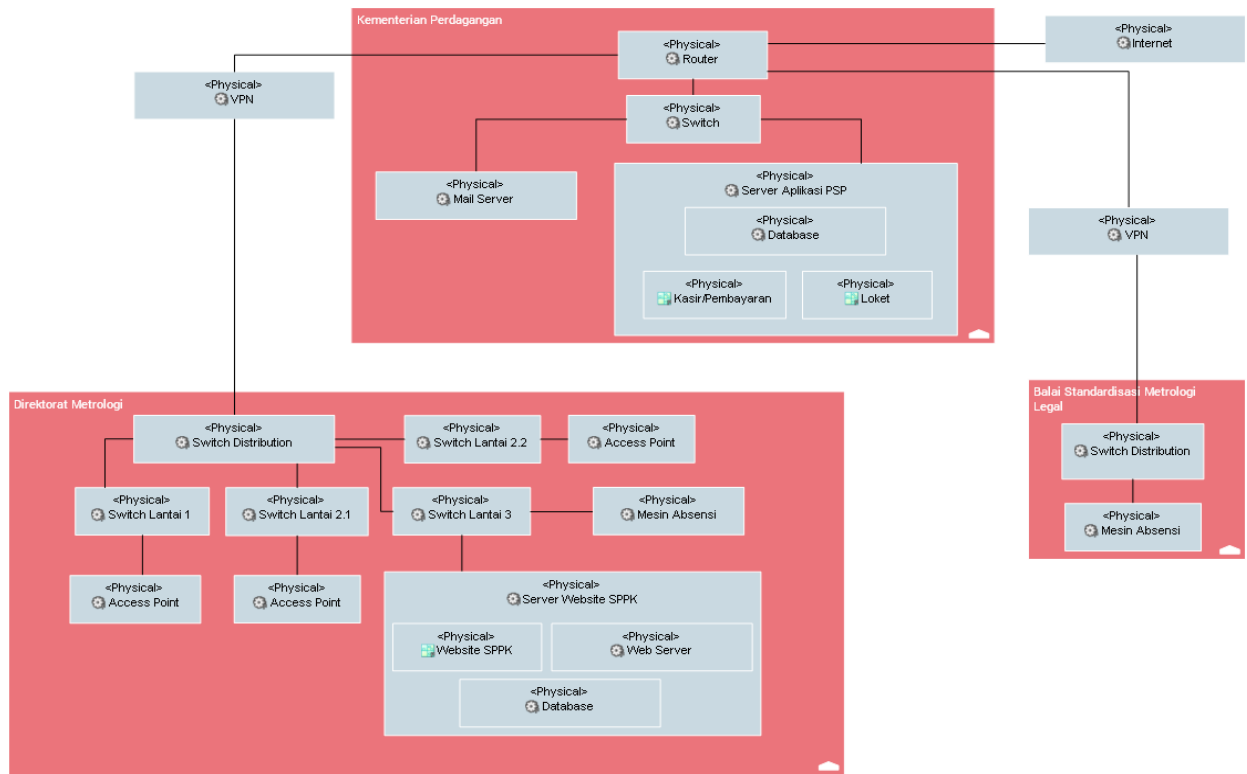 Kementerian Perdagangan
<Physical>
Router
<Physical>
Internet
<Physical>
VPN
<Physical>
Switch
<Physical>
Mail Server
<Physical>
Server Aplikasi PSP
<Physical>
Database
<Physical>
Kasir/Pembayaran
<Physical>
Loket
<Physical>
VPN
Direktorat Metrologi
<Physical>
Switch Distribution
<Physical>
Switch Lantai 2.2
<Physical>
Access Point
<Physical>
Switch Lantai 1
<Physical>
Switch Lantai 2.1
<Physical>
Switch Lantai 3
<Physical>
Mesin Absensi
<Physical>
Access Point
<Physical>
Access Point
<Physical>
Server Website SPPK
<Physical>
Website SPPK
<Physical>
Web Server
<Physical>
Database
Balai Standardisasi Metrologi
Legal
<Physical>
Switch Distribution
<Physical>
Mesin Absensi